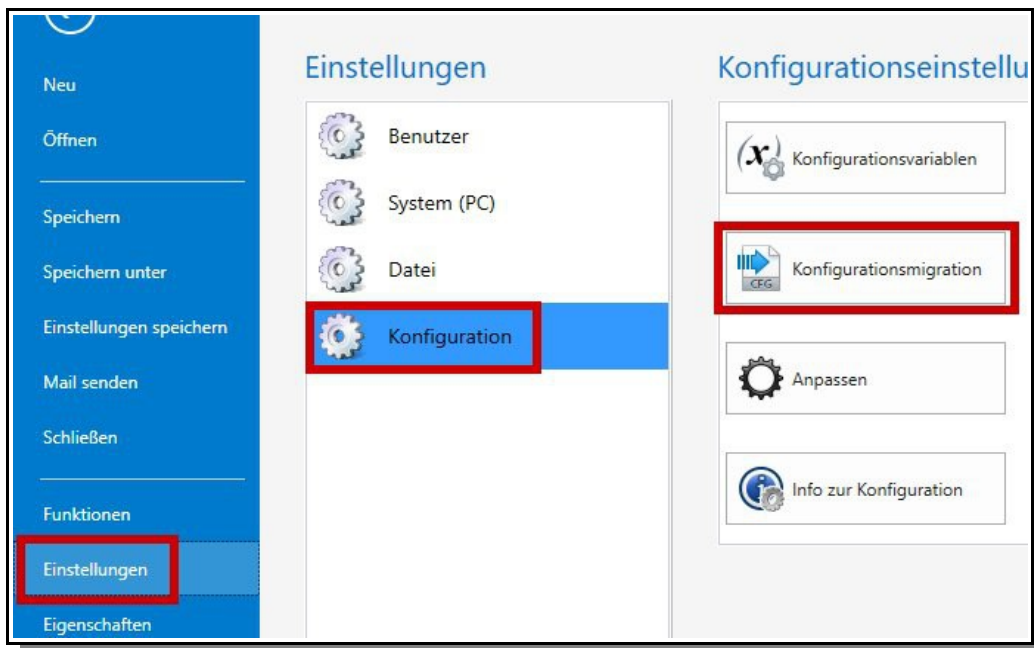 Neu
Öffnen
Speichern
Speichern unter
Einstellungen speichern
Mail senden
Schließen
Funktionen
Einstellungen
Eigenschaften
Einstellungen
Benutzer
System (PC)
Datei
Konfiguration
Konfigurationseinstellu
(x)
Konfigurationsvariablen
CFG
Konfigurationsmigration
Anpassen
Info zur Konfiguration